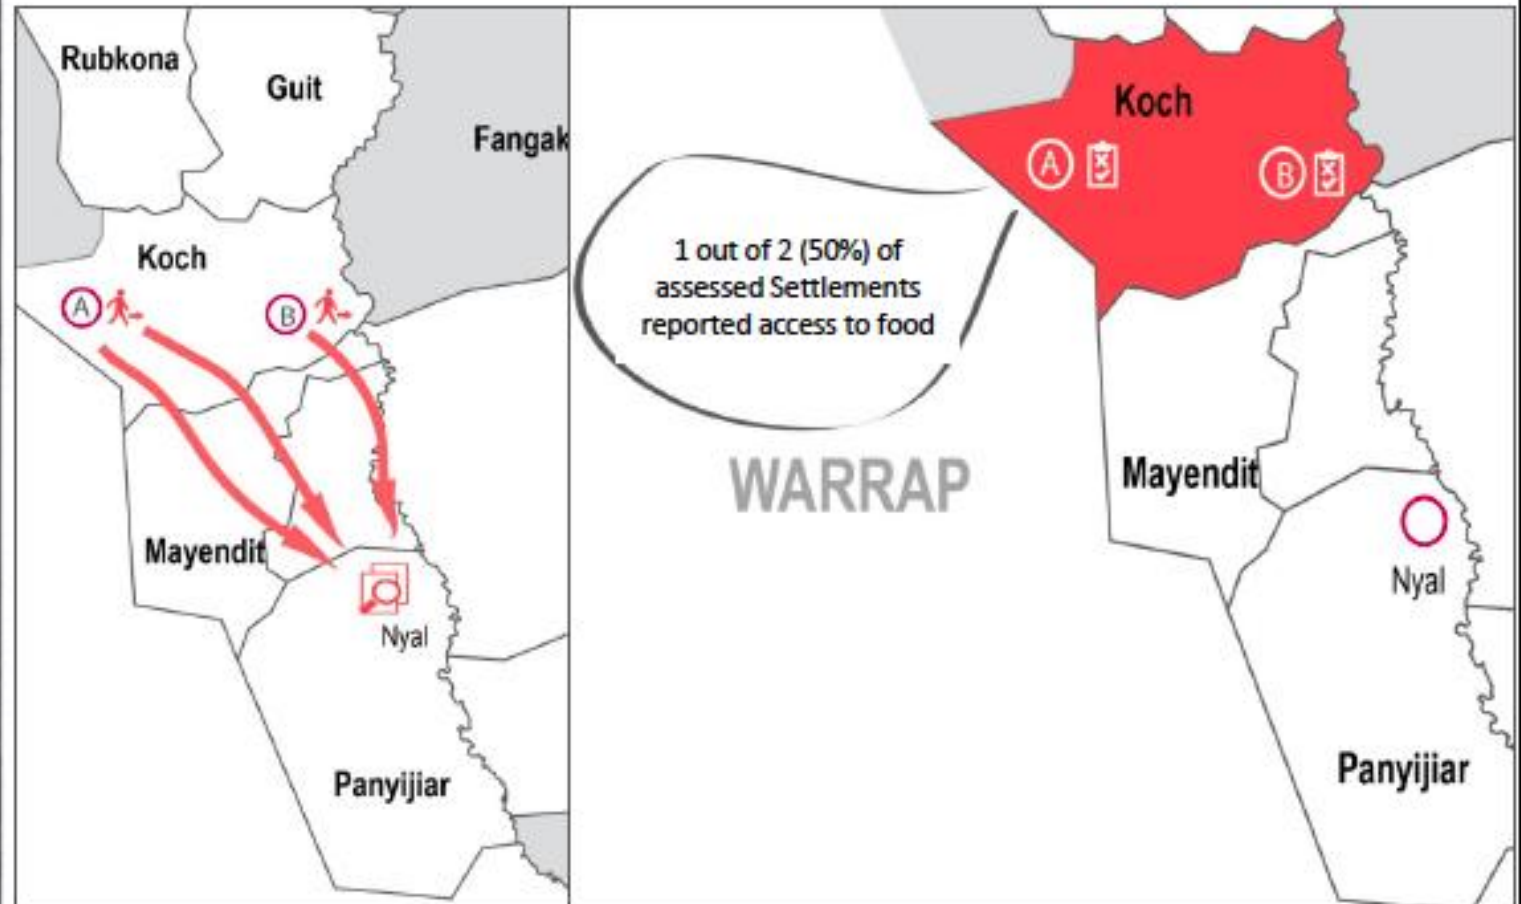 Rubkona
Guit
Fangak
Koch
A
B
Mayendit
Nyal
Panyijiar
Koch
A
B
1 out of 2 (50%) of
assessed Settlements
reported access to food
WARRAP
Mayendit
Nyal
Panyijiar